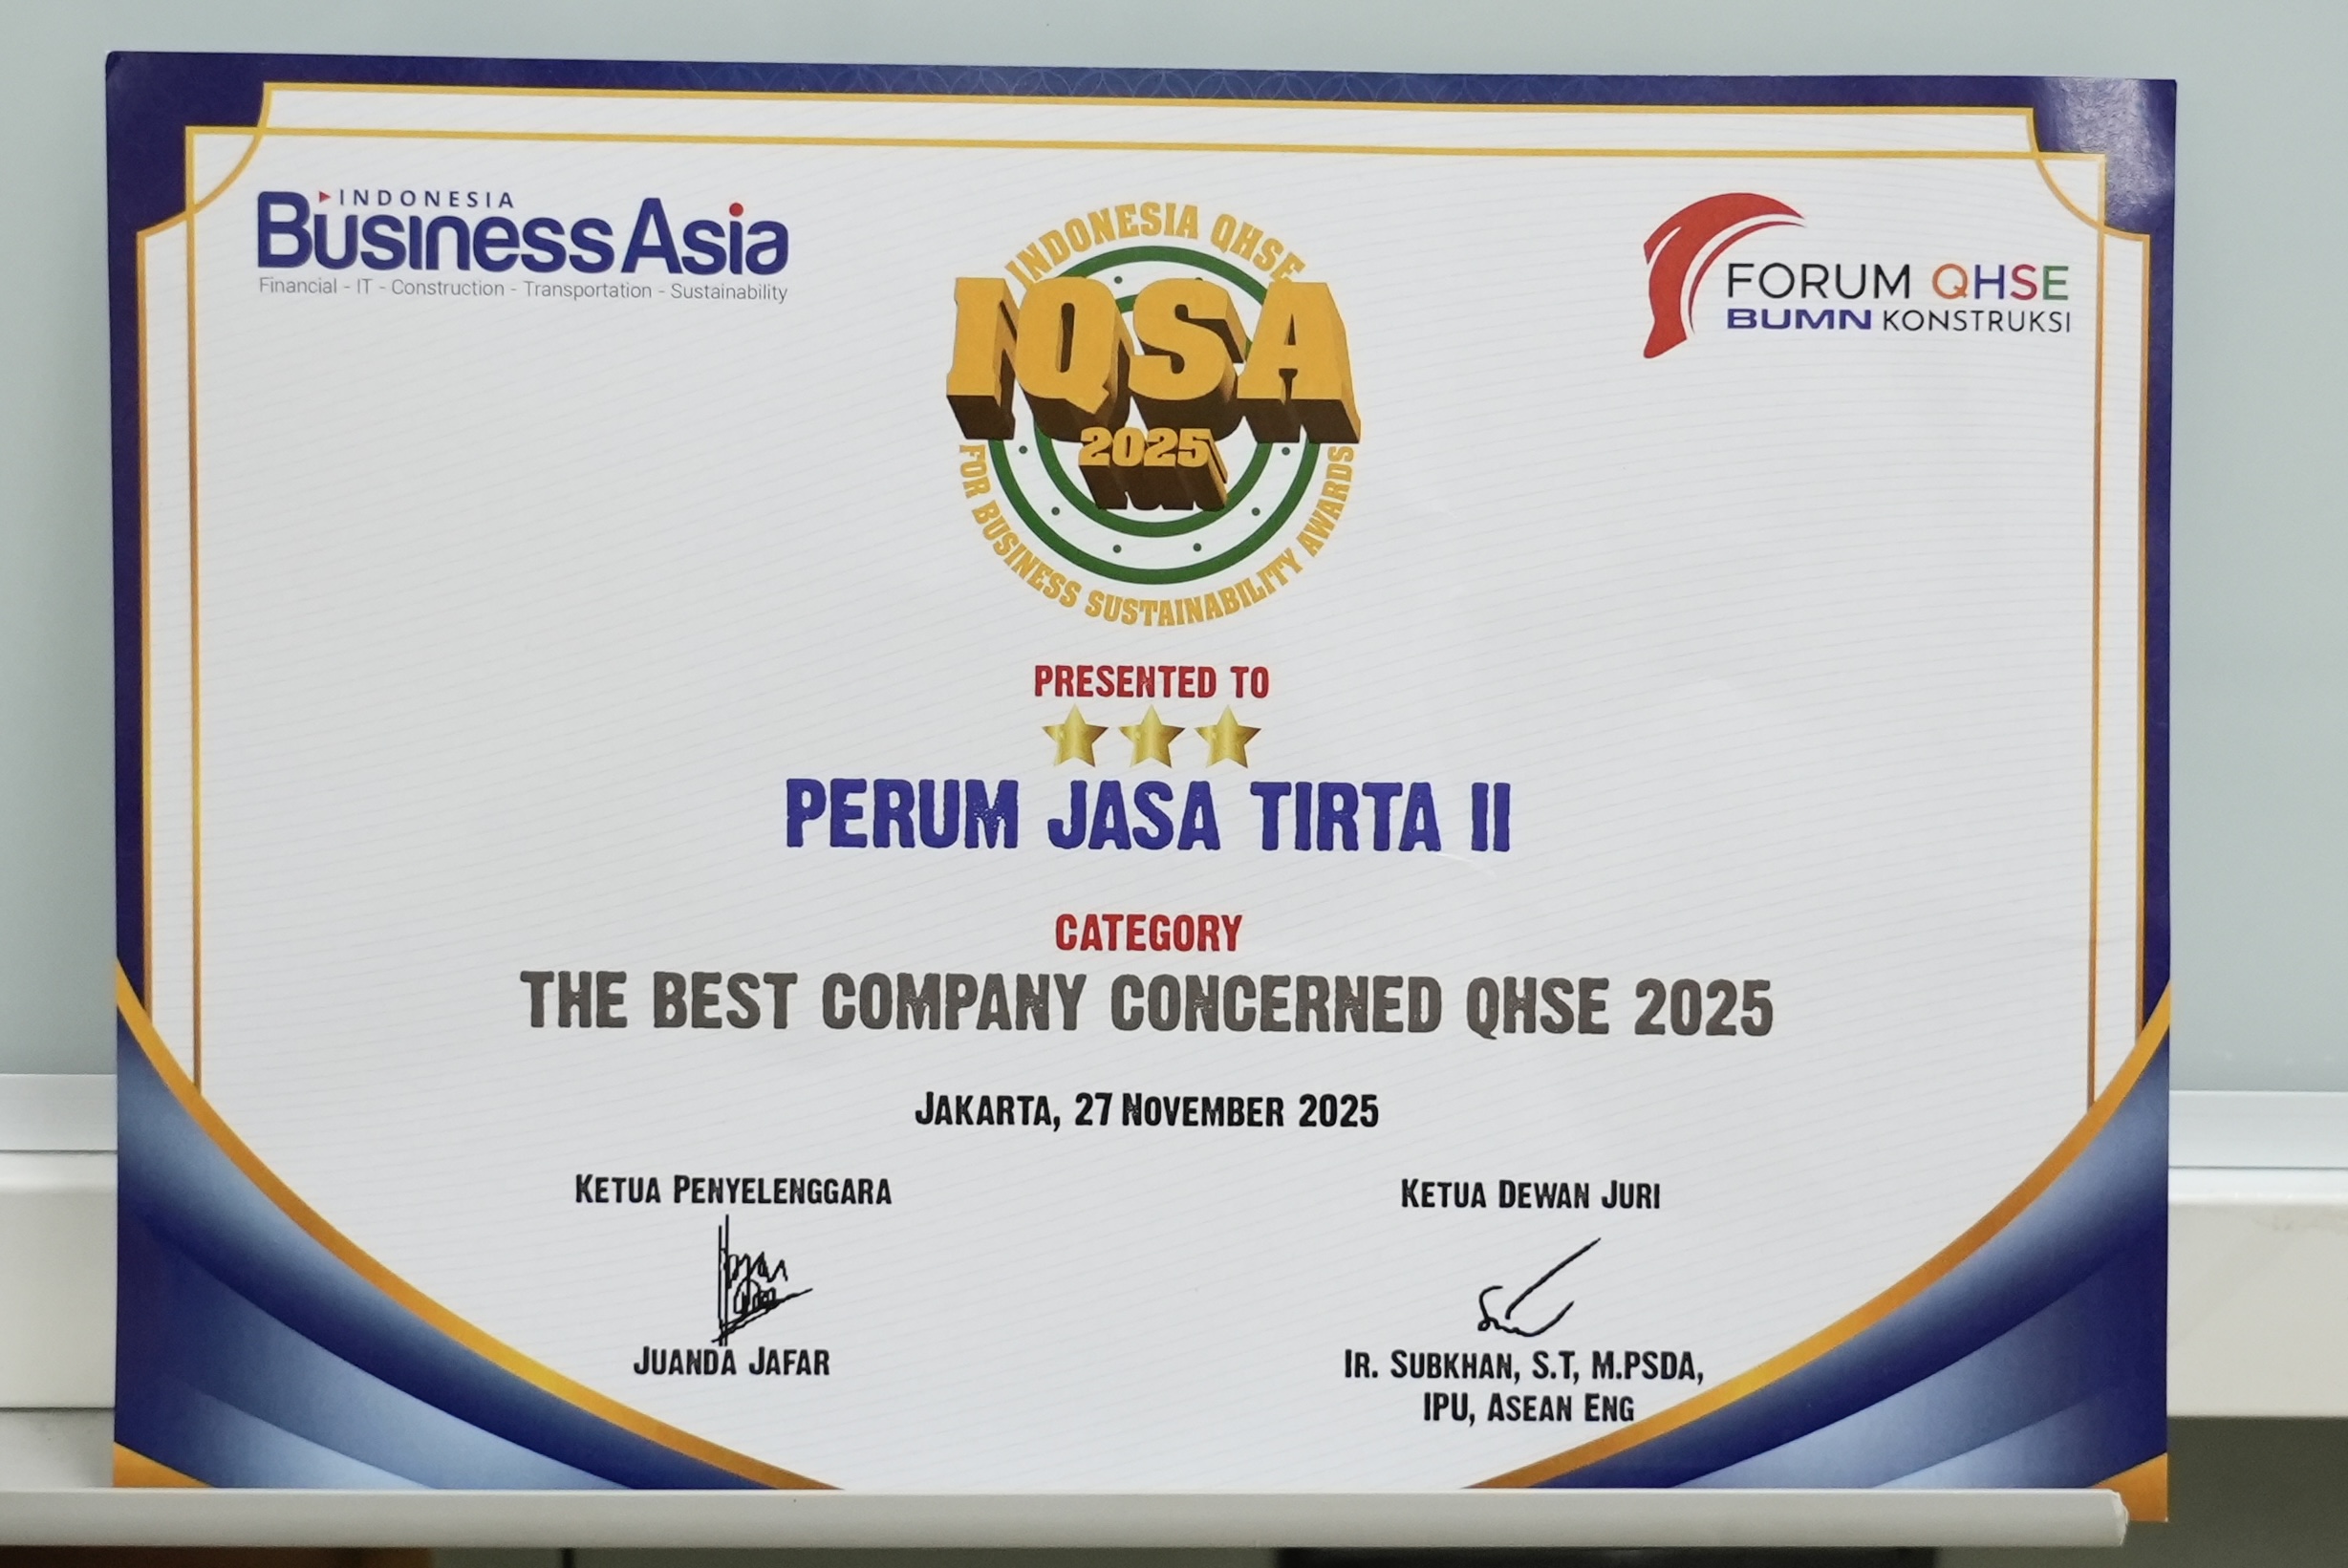 INDONESIA
Business Asia
Financial - IT - Construction - Transportation - Sustainability
INDONESIA QHSE
IQSA
2025
FOR BUSINESS SUSTAINABILITY AWARDS
FORUM QHSE
BUMN KONSTRUKSI
PRESENTED TO
PERUM JASA TIRTA II
CATEGORY
THE BEST COMPANY CONCERNED QHSE 2025
JAKARTA, 27 NOVEMBER 2025
KETUA PENYELENGGARA
JUANDA JAFAR
KETUA DEWAN JURI
IR. SUBKHAN, S.T, M.PSDA,
IPU, ASEAN ENG